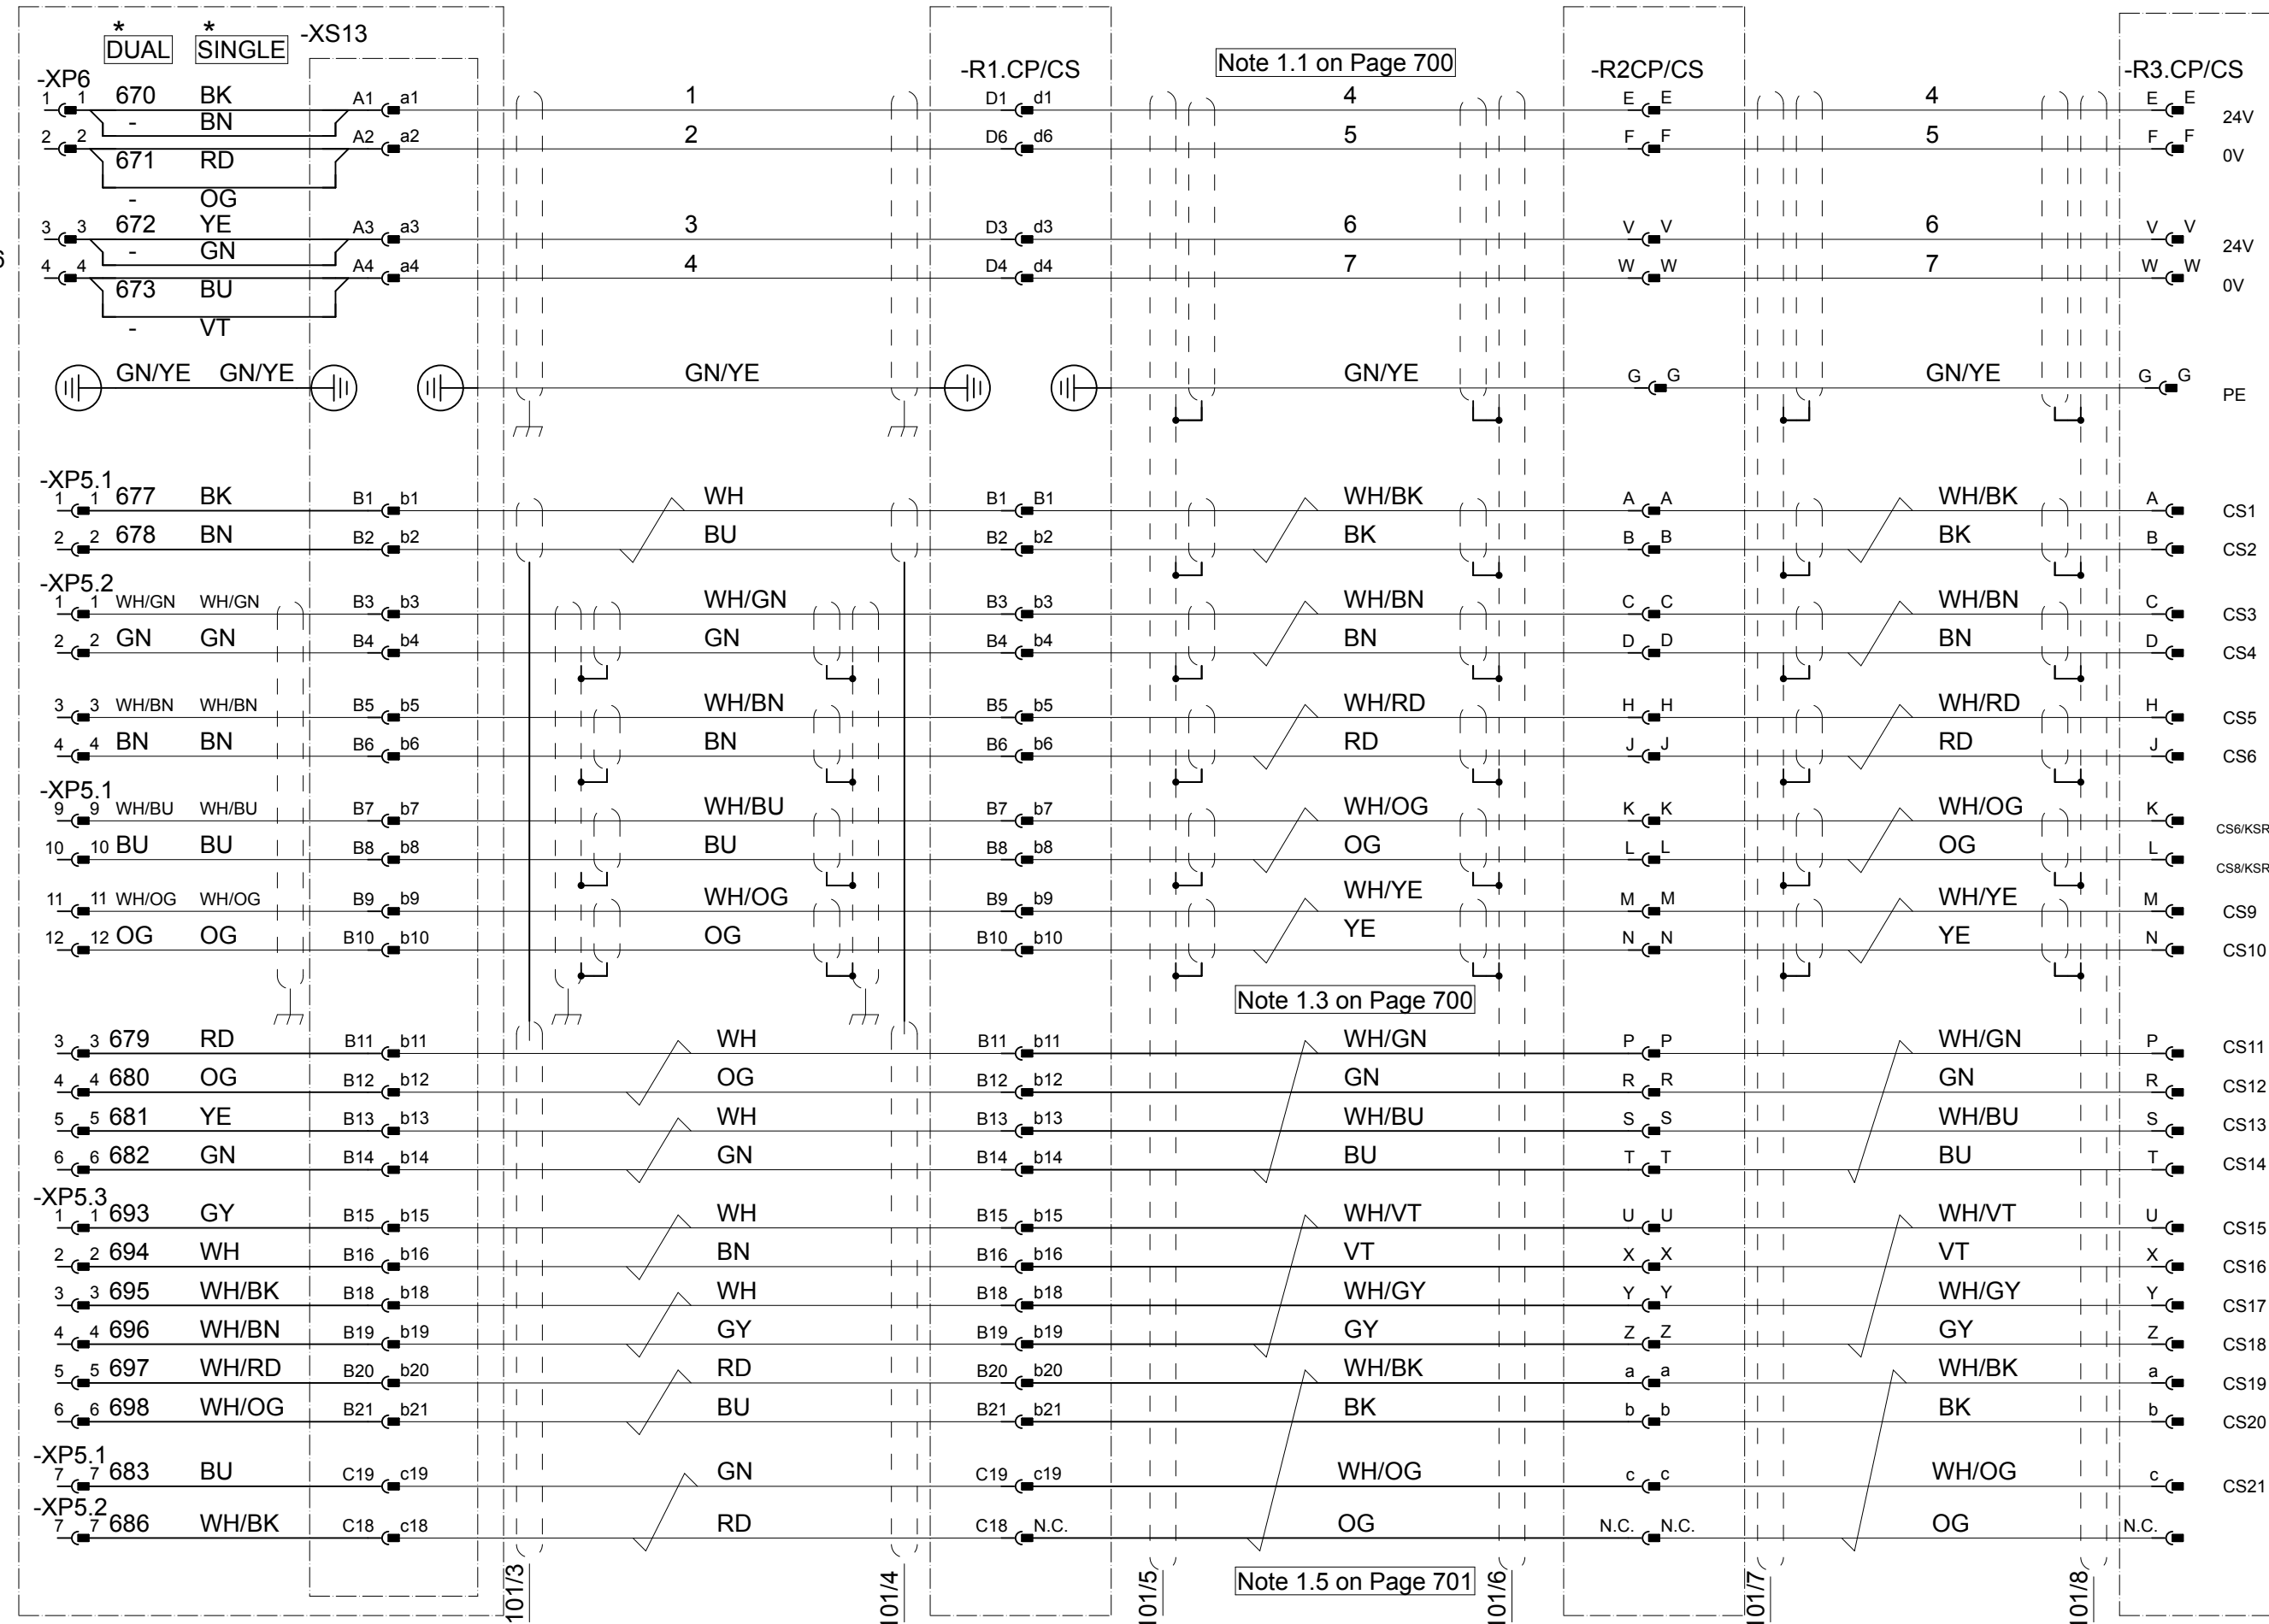 * * -XS13
DUAL SINGLE
Note 1.1 on Page 700
-R1.CP/CS -R2CP/CS -R3.CP/CS
-XP6
1 1 670 BK A1 a1 1 D1 d1 4 E E 4 E E 24V
- BN
2 2 A2 a2 2 D6 d6 5 F F 5 F F 0V
671 RD
- OG
3 3 672 YE A3 a3 3 D3 d3 6 V V 6 V V 24V
- GN
6
4 4 A4 a4 4 D4 d4 7 W W 7 W W 0V
673 BU
- VT
GN/YE GN/YE GN/YE GN/YE G G GN/YE G G PE
-XP5.1
1 1 677 BK B1 b1 WH B1 B1 WH/BK A A WH/BK A CS1
2 2 678 BN B2 b2 BU B2 b2 BK B B BK B CS2
-XP5.2
1 1 WH/GN WH/GN B3 b3 WH/GN B3 b3 WH/BN C C WH/BN C CS3
2 2 GN GN B4 b4 GN B4 b4 BN D D BN D CS4
3 3 WH/BN WH/BN B5 b5 WH/BN B5 b5 WH/RD H H WH/RD H CS5
4 4 BN BN B6 b6 BN B6 b6 RD J J RD J CS6
-XP5.1
9 9 WH/BU WH/BU B7 b7 WH/BU B7 b7 WH/OG K K WH/OG K CS6/KSR
10 10 BU BU B8 b8 BU B8 b8 OG L L OG L CS8/KSR
11 11 WH/OG WH/OG B9 b9 WH/OG B9 b9 WH/YE M M WH/YE M CS9
12 12 OG OG B10 b10 OG B10 b10 YE N N YE N CS10
Note 1.3 on Page 700
3 3 679 RD B11 b11 WH B11 b11 WH/GN P P WH/GN P CS11
4 4 680 OG B12 b12 OG B12 b12 GN R R GN R CS12
5 5 681 YE B13 b13 WH B13 b13 WH/BU S S WH/BU S CS13
6 6 682 GN B14 b14 GN B14 b14 BU T T BU T CS14
-XP5.3
1 1 693 GY B15 b15 WH B15 b15 WH/VT U U WH/VT U CS15
2 2 694 WH B16 b16 BN B16 b16 VT X X VT X CS16
3 3 695 WH/BK B18 b18 WH B18 b18 WH/GY Y Y WH/GY Y CS17
4 4 696 WH/BN B19 b19 GY B19 b19 GY Z Z GY Z CS18
5 5 697 WH/RD B20 b20 RD B20 b20 WH/BK a a WH/BK a CS19
6 6 698 WH/OG B21 b21 BU B21 b21 BK b b BK b CS20
-XP5.1
7 7 683 BU C19 c19 GN C19 c19 WH/OG c c WH/OG c CS21
-XP5.2
7 7 686 WH/BK C18 c18 RD C18 N.C. OG N.C. N.C. OG N.C.
Note 1.5 on Page 701
101/3 101/4 101/5 101/6 101/7 101/8